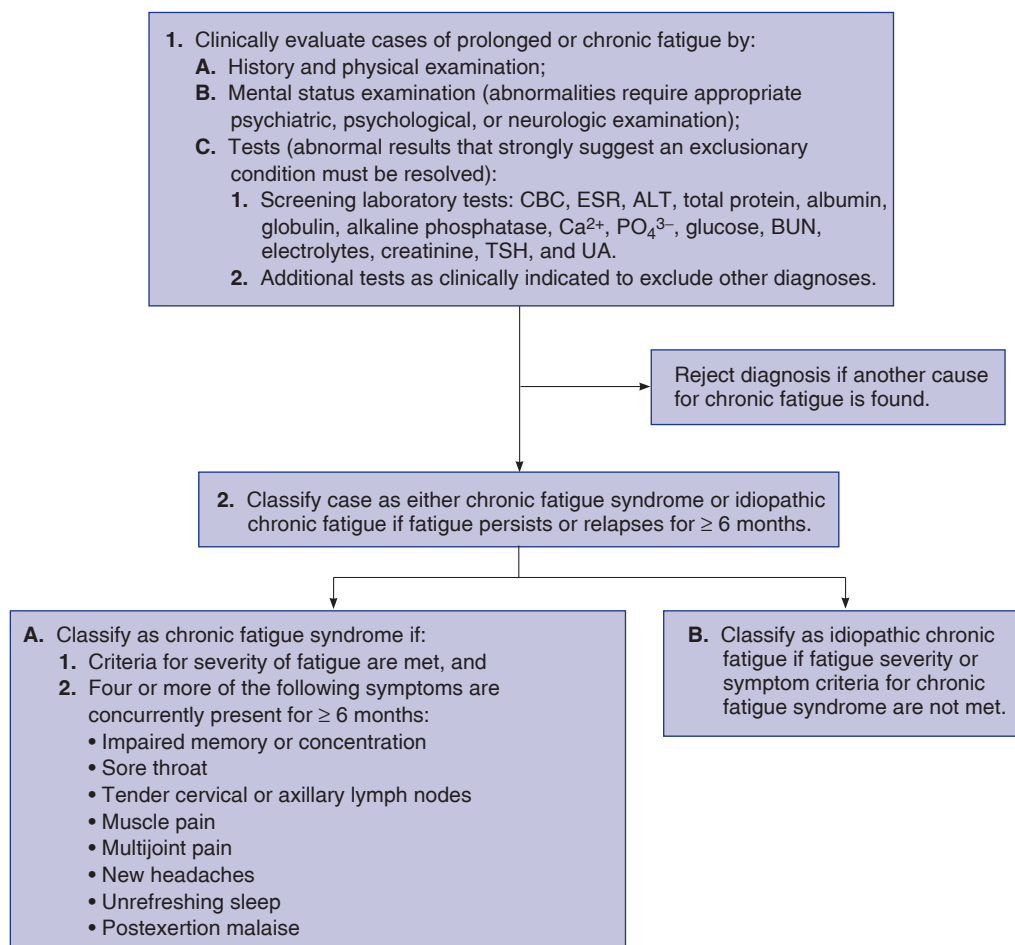 1. Clinically evaluate cases of prolonged or chronic fatigue by:
A. History and physical examination;
B. Mental status examination (abnormalities require appropriate
psychiatric, psychological, or neurologic examination);
C. Tests (abnormal results that strongly suggest an exclusionary
condition must be resolved):
1. Screening laboratory tests: CBC, ESR, ALT, total protein, albumin,
globulin, alkaline phosphatase, Ca²⁺, PO₄³⁻, glucose, BUN,
electrolytes, creatinine, TSH, and UA.
2. Additional tests as clinically indicated to exclude other diagnoses.
Reject diagnosis if another cause
for chronic fatigue is found.
2. Classify case as either chronic fatigue syndrome or idiopathic
chronic fatigue if fatigue persists or relapses for ≥ 6 months.
A. Classify as chronic fatigue syndrome if:
1. Criteria for severity of fatigue are met, and
2. Four or more of the following symptoms are
concurrently present for ≥ 6 months:
• Impaired memory or concentration
• Sore throat
• Tender cervical or axillary lymph nodes
• Muscle pain
• Multijoint pain
• New headaches
• Unrefreshing sleep
• Postexertion malaise
B. Classify as idiopathic chronic
fatigue if fatigue severity or
symptom criteria for chronic
fatigue syndrome are not met.